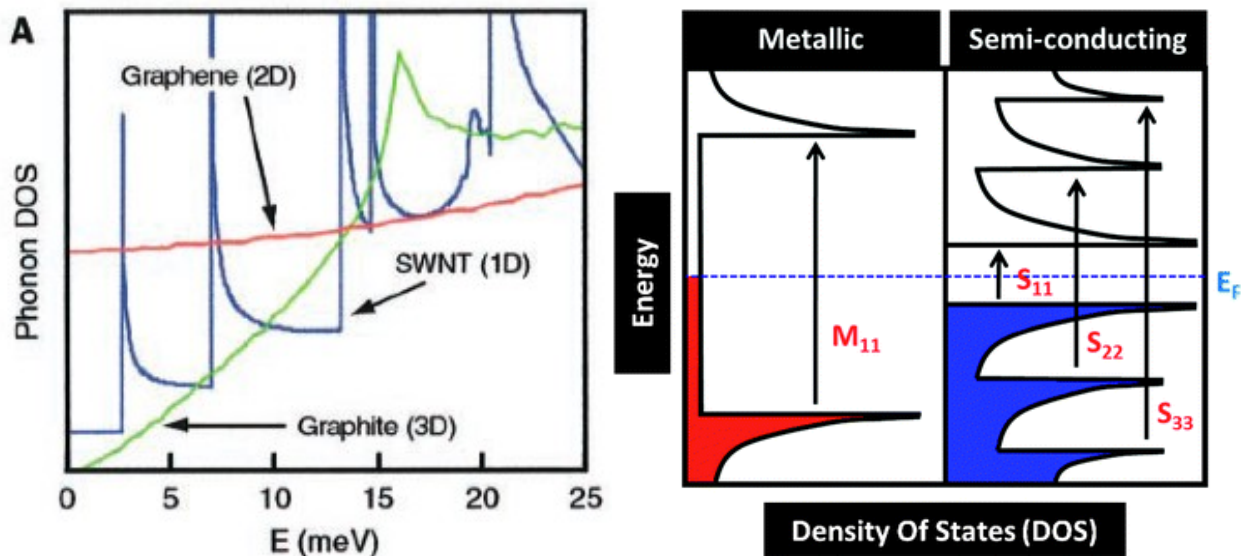 A
Phonon DOS
Graphene (2D)
SWNT (1D)
Graphite (3D)
0 5 10 15 20 25
E (meV)
Metallic
Semi-conducting
Energy
M11
S11
S22
S33
EF
Density Of States (DOS)